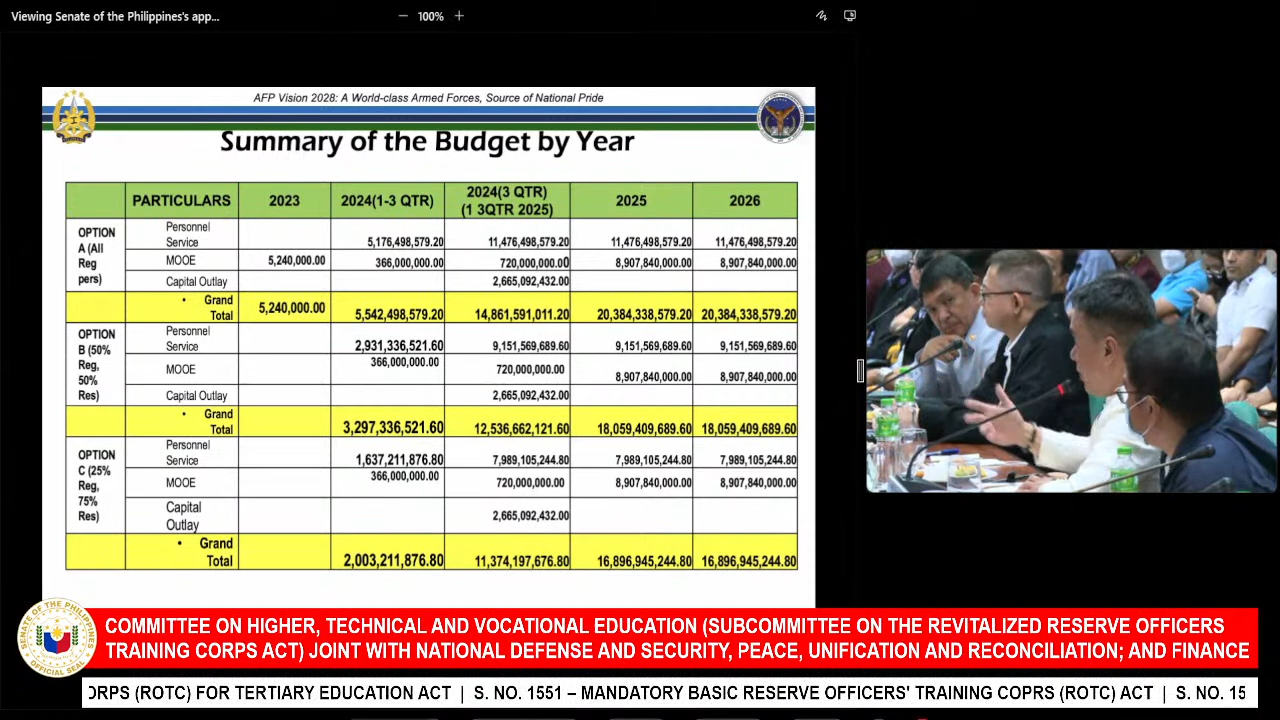 Viewing Senate of the Philippines's app...
100%
AFP Vision 2028: A World-class Armed Forces, Source of National Pride
Summary of the Budget by Year
PARTICULARS 2023 2024(1-3 QTR) 2024(3 QTR) (1 3QTR 2025) 2025 2026
OPTION A (All Reg pers) Personnel Service 5,176,498,579.20 11,476,498,579.20 11,476,498,579.20 11,476,498,579.20
MOOE 5,240,000.00 366,000,000.00 720,000,000.00 8,907,840,000.00 8,907,840,000.00
Capital Outlay 2,665,092,432.00
• Grand Total 5,240,000.00 5,542,498,579.20 14,861,591,011.20 20,384,338,579.20 20,384,338,579.20
OPTION B (50% Reg, 50% Res) Personnel Service 2,931,336,521.60 9,151,569,689.60 9,151,569,689.60 9,151,569,689.60
MOOE 366,000,000.00 720,000,000.00 8,907,840,000.00 8,907,840,000.00
Capital Outlay 2,665,092,432.00
• Grand Total 3,297,336,521.60 12,536,662,121.60 18,059,409,689.60 18,059,409,689.60
OPTION C (25% Reg, 75% Res) Personnel Service 1,637,211,876.80 7,989,105,244.80 7,989,105,244.80 7,989,105,244.80
MOOE 366,000,000.00 720,000,000.00 8,907,840,000.00 8,907,840,000.00
Capital Outlay 2,665,092,432.00
• Grand Total 2,003,211,876.80 11,374,197,676.80 16,896,945,244.80 16,896,945,244.80
COMMITTEE ON HIGHER, TECHNICAL AND VOCATIONAL EDUCATION (SUBCOMMITTEE ON THE REVITALIZED RESERVE OFFICERS
TRAINING CORPS ACT) JOINT WITH NATIONAL DEFENSE AND SECURITY, PEACE, UNIFICATION AND RECONCILIATION; AND FINANCE
ORPS (ROTC) FOR TERTIARY EDUCATION ACT | S. NO. 1551 – MANDATORY BASIC RESERVE OFFICERS' TRAINING COPRS (ROTC) ACT | S. NO. 15